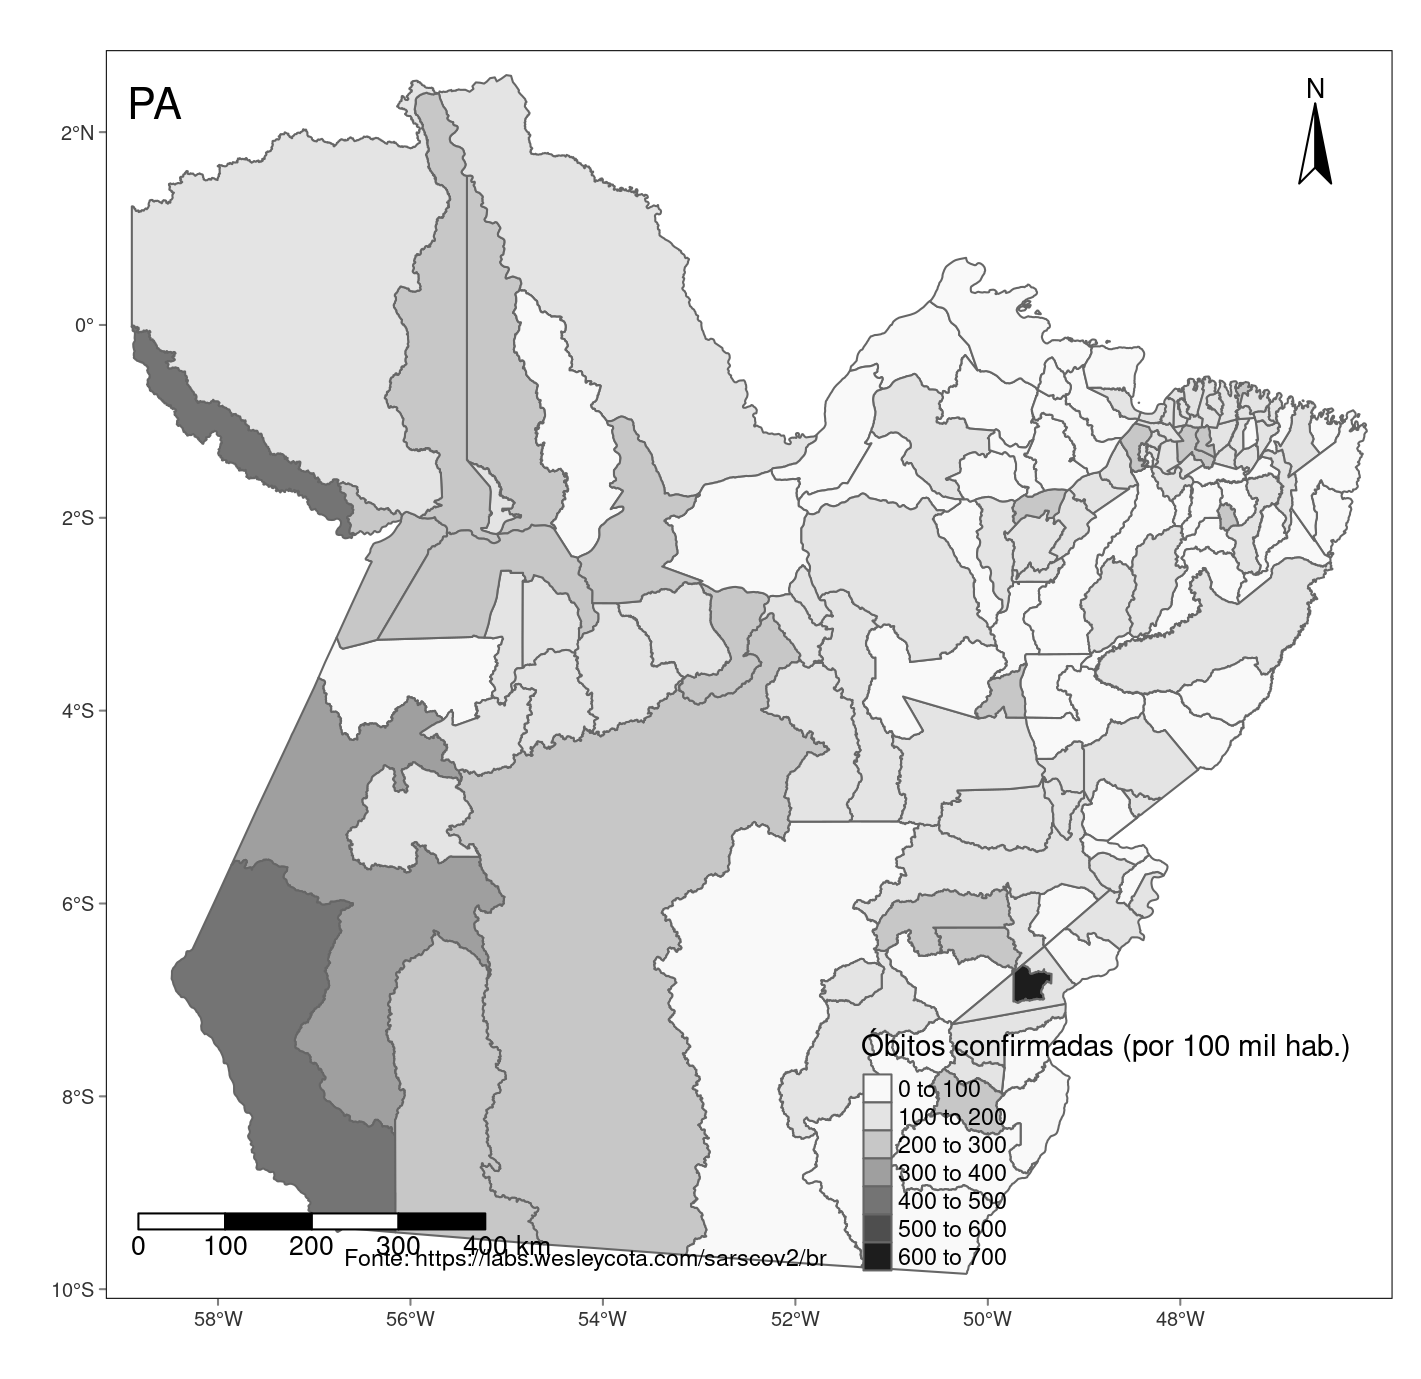 PA
N
2°N
0°
2°S
4°S
6°S
8°S
10°S
Óbitos confirmadas (por 100 mil hab.)
0 to 100
100 to 200
200 to 300
300 to 400
400 to 500
500 to 600
600 to 700
0 100 200 300 400 km
Fonte: https://labs.wesleycota.com/sarscov2/br
58°W 56°W 54°W 52°W 50°W 48°W